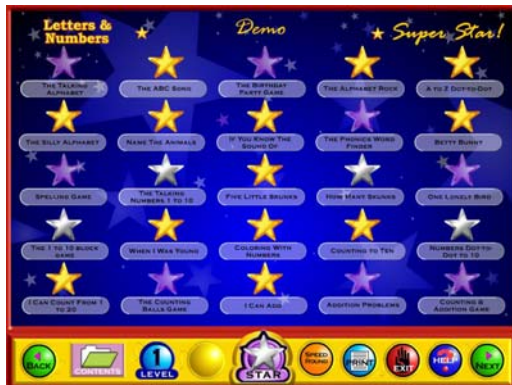 Letters &
Numbers
Demo
Super Star!
THE TALKING
ALPHABET
THE ABC SONG
THE BIRTHDAY
PARTY GAME
THE ALPHABET ROCK
A TO Z DOT-TO-DOT
THE SILLY ALPHABET
NAME THE ANIMALS
IF YOU KNOW THE
SOUND OF
THE PHONICS WORD
FINDER
BETTY BUNNY
SPELLING GAME
THE TALKING
NUMBERS 1 TO 10
FIVE LITTLE SKUNKS
HOW MANY SKUNKS
ONE LONELY BIRD
THE 1 TO 10 BLOCK
GAME
WHEN I WAS YOUNG
COLORING WITH
NUMBERS
COUNTING TO TEN
NUMBERS DOT-TO-
DOT TO 10
I CAN COUNT FROM 1
TO 20
THE COUNTING
BALLS GAME
I CAN ADD
ADDITION PROBLEMS
COUNTING &
ADDITION GAME
BACK
CONTENTS
1
LEVEL
STAR
SPEED
ROUND
PRINT
EXIT
HELP
NEXT